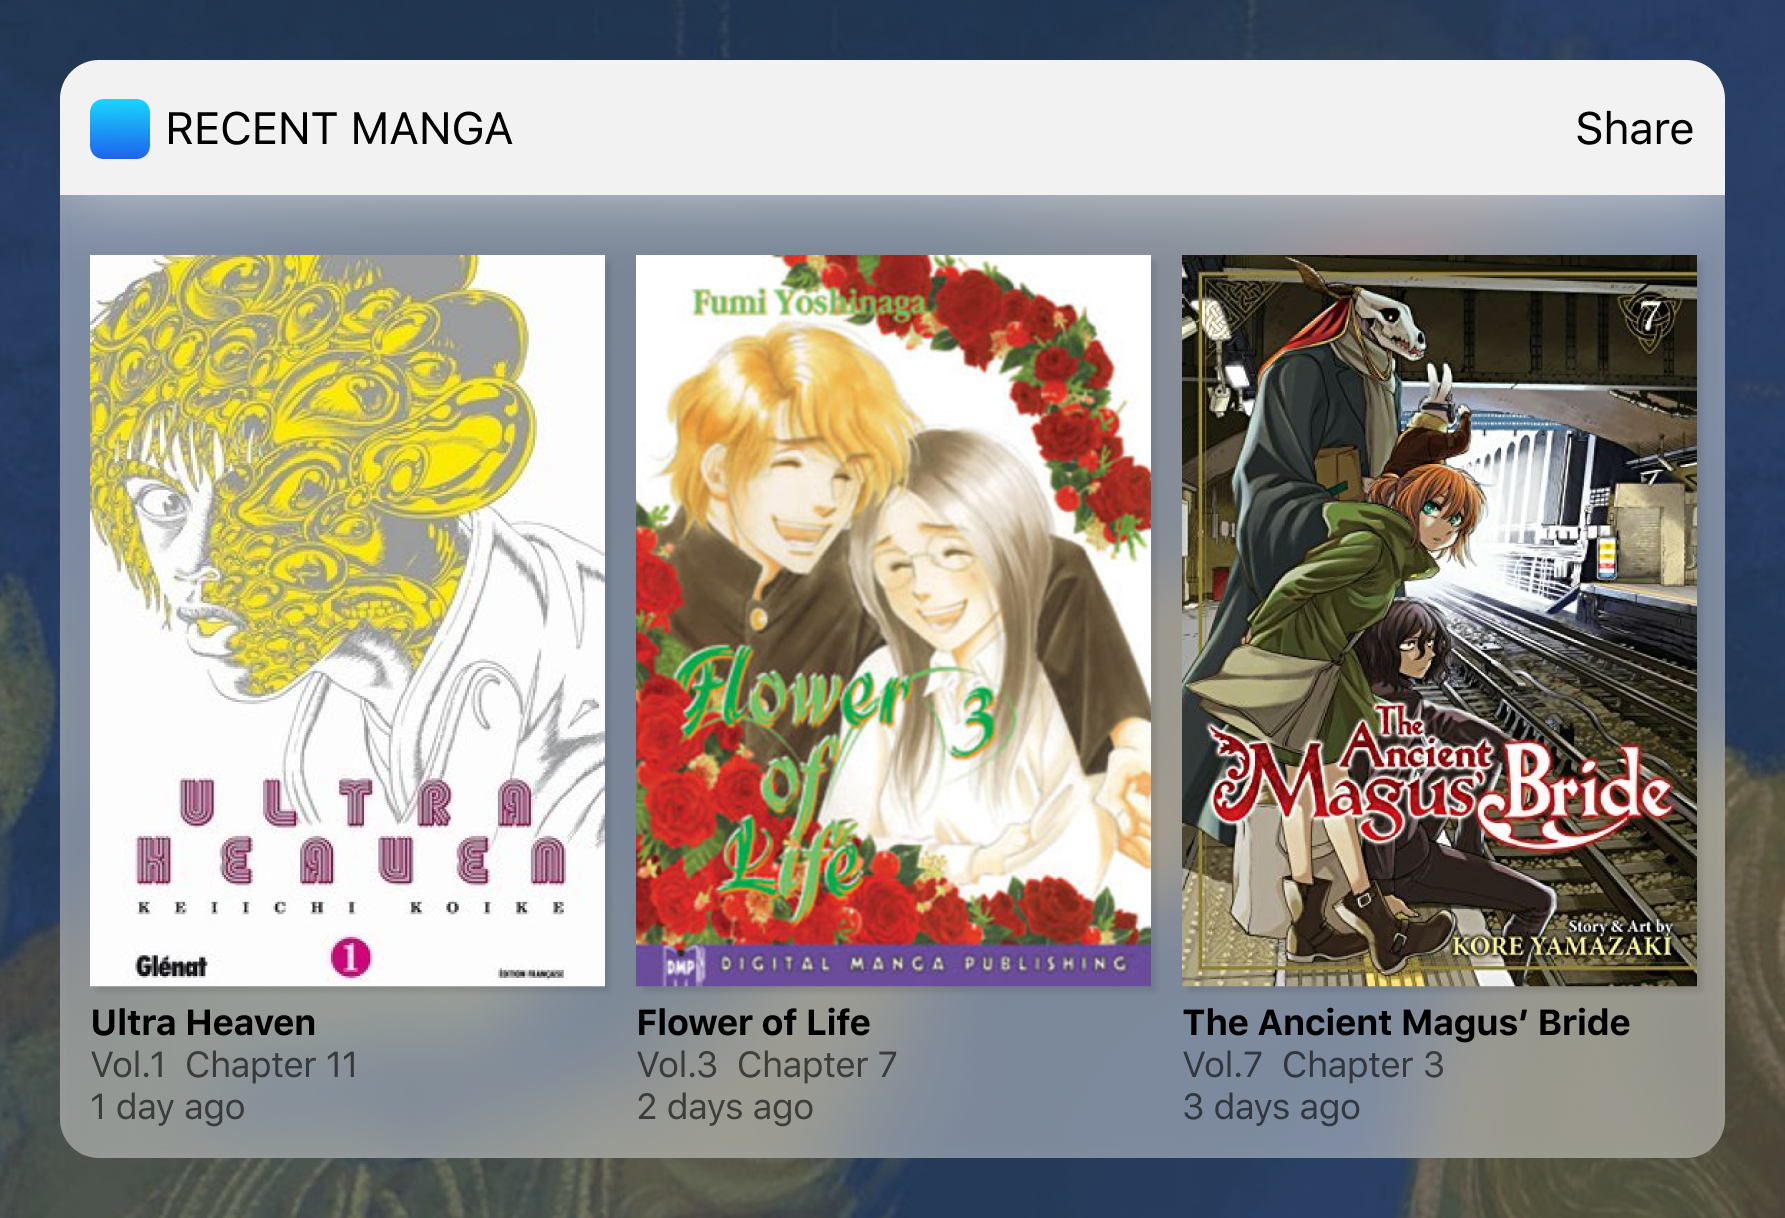 RECENT MANGA
Share
ULTRA
HEAVEN
KEIICHI KOIKE
Glénat
1
ÉDITION FRANÇAISE
Fumi Yoshinaga
Flower
3
of
Life
DMP
DIGITAL MANGA PUBLISHING
7
7
The
Ancient
Magus' Bride
Story & Art by
KORE YAMAZAKI
Ultra Heaven
Vol.1 Chapter 11
1 day ago
Flower of Life
Vol.3 Chapter 7
2 days ago
The Ancient Magus’ Bride
Vol.7 Chapter 3
3 days ago